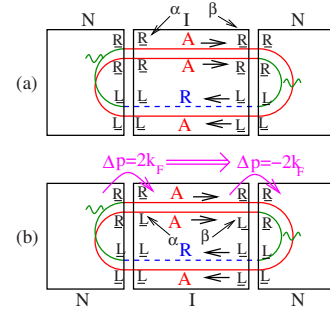 α β
N I N
R R A R R
R A R R
(a)
L L R L L
L L A L L
Δp=2k_F Δp=−2k_F
R R A R R
R L A L R
(b) α β
L L R L L
L L A L L
N I N